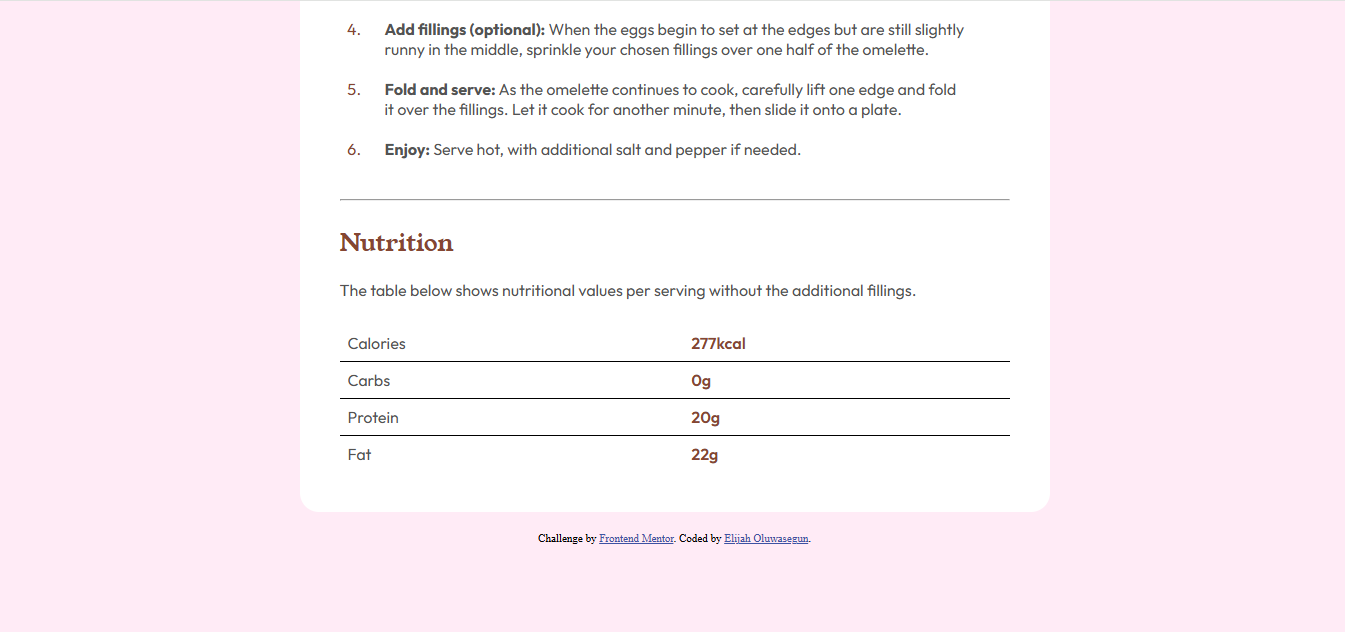 4. Add fillings (optional): When the eggs begin to set at the edges but are still slightly
runny in the middle, sprinkle your chosen fillings over one half of the omelette.
5. Fold and serve: As the omelette continues to cook, carefully lift one edge and fold
it over the fillings. Let it cook for another minute, then slide it onto a plate.
6. Enjoy: Serve hot, with additional salt and pepper if needed.
Nutrition
The table below shows nutritional values per serving without the additional fillings.
Calories 277kcal
Carbs 0g
Protein 20g
Fat 22g
Challenge by Frontend Mentor. Coded by Elijah Oluwasegun.